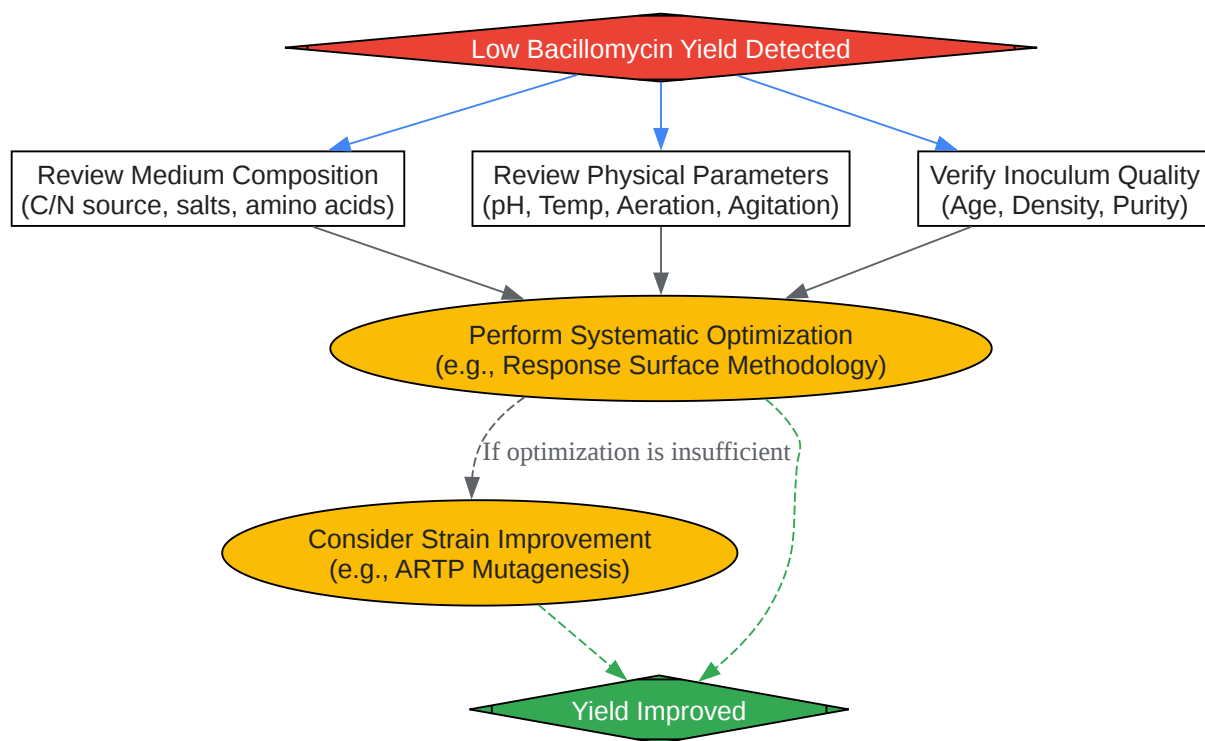 Low Bacillomycin Yield Detected
Review Medium Composition
(C/N source, salts, amino acids)
Review Physical Parameters
(pH, Temp, Aeration, Agitation)
Verify Inoculum Quality
(Age, Density, Purity)
Perform Systematic Optimization
(e.g., Response Surface Methodology)
If optimization is insufficient
Consider Strain Improvement
(e.g., ARTP Mutagenesis)
Yield Improved